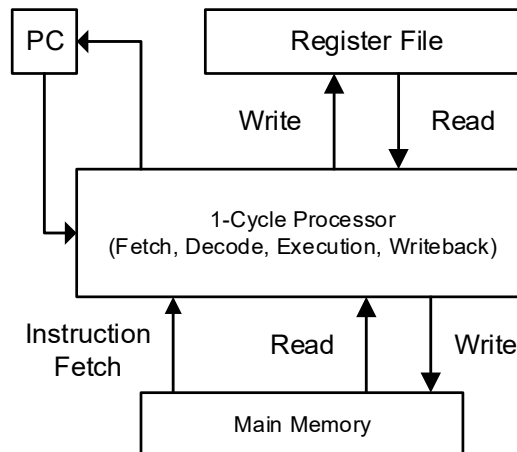 PC
Register File
Write
Read
1-Cycle Processor
(Fetch, Decode, Execution, Writeback)
Instruction
Fetch
Read
Write
Main Memory